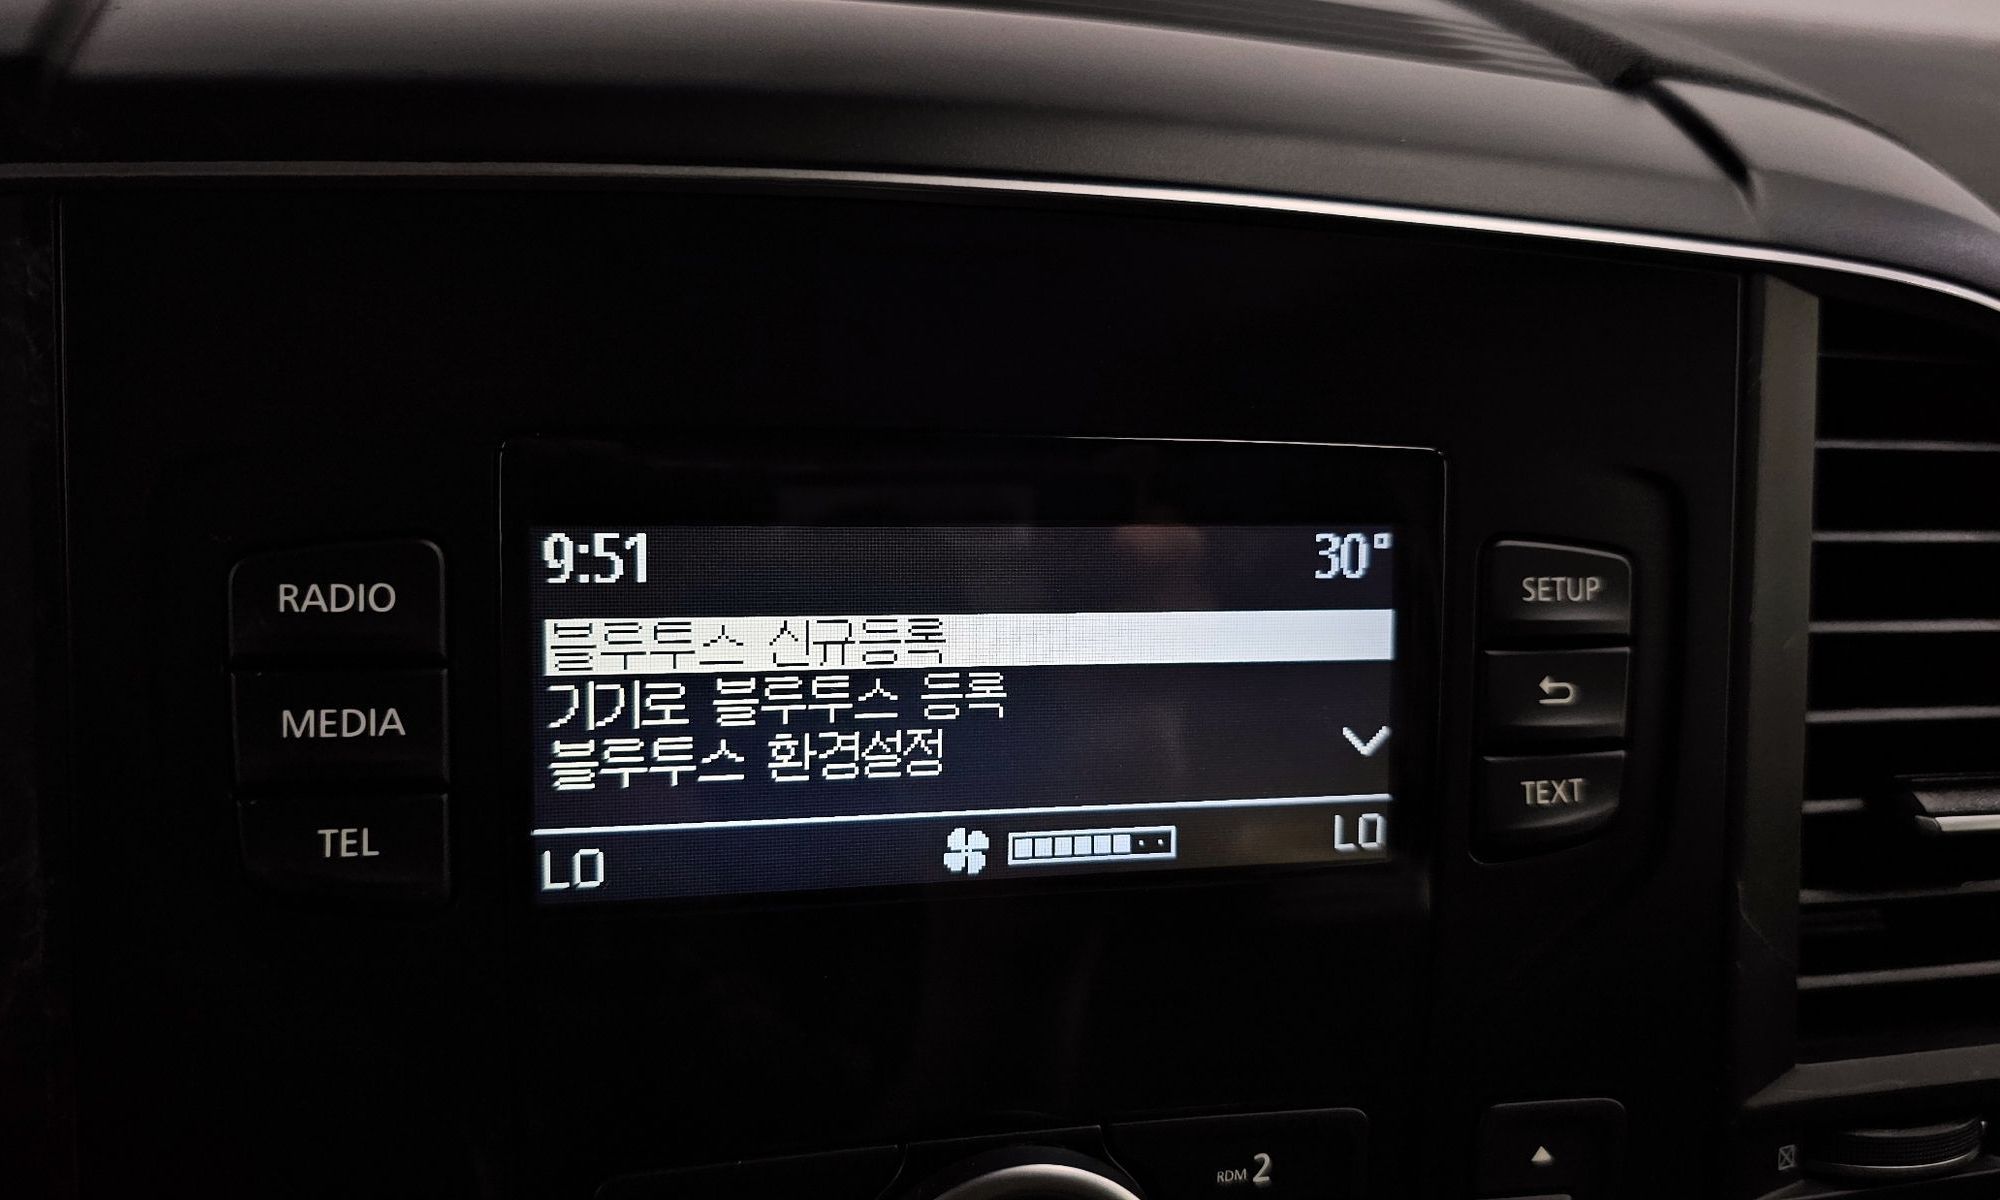 RADIO
MEDIA
TEL
9:51 30°
블루투스 신규등록
기기로 블루투스 등록
블루투스 환경설정
LO LO
SETUP
TEXT
RDM 2